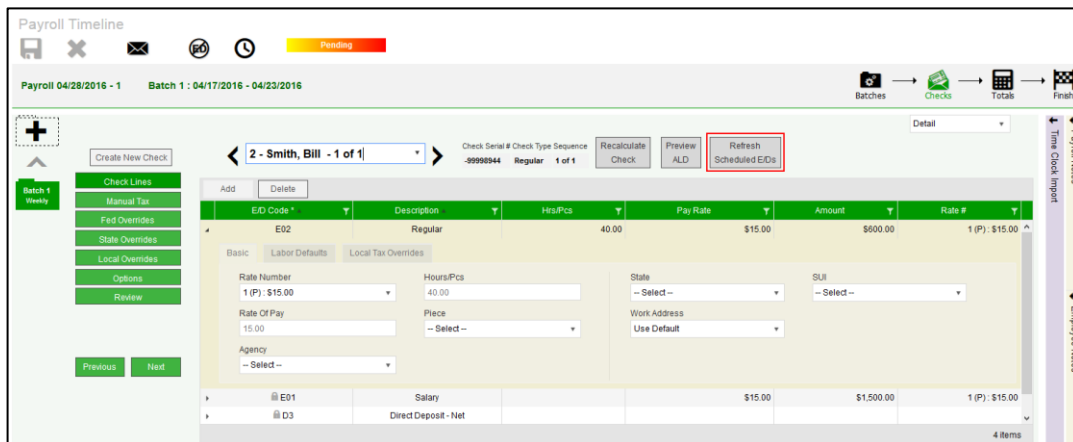 Payroll Timeline
Pending
Payroll 04/28/2016 - 1 Batch 1 : 04/17/2016 - 04/23/2016
Batches Checks Totals Finish
Detail
Create New Check
2 - Smith, Bill - 1 of 1
Check Serial # Check Type Sequence
-99998944 Regular 1 of 1
Recalculate
Check
Preview
ALD
Refresh
Scheduled E/Ds
Batch 1
Weekly
Check Lines
Manual Tax
Fed Overrides
State Overrides
Local Overrides
Options
Review
Previous Next
Add Delete
E/D Code * Description Hrs/Pcs Pay Rate Amount Rate #
E02 Regular 40.00 $15.00 $600.00 1 (P) : $15.00
Basic Labor Defaults Local Tax Overrides
Rate Number Hours/Pcs State SUI
1 (P) : $15.00 40.00 -- Select -- -- Select --
Rate Of Pay Piece Work Address
15.00 -- Select -- Use Default
Agency
-- Select --
E01 Salary $15.00 $1,500.00 1 (P) : $15.00
D3 Direct Deposit - Net
4 items
Time Clock Import